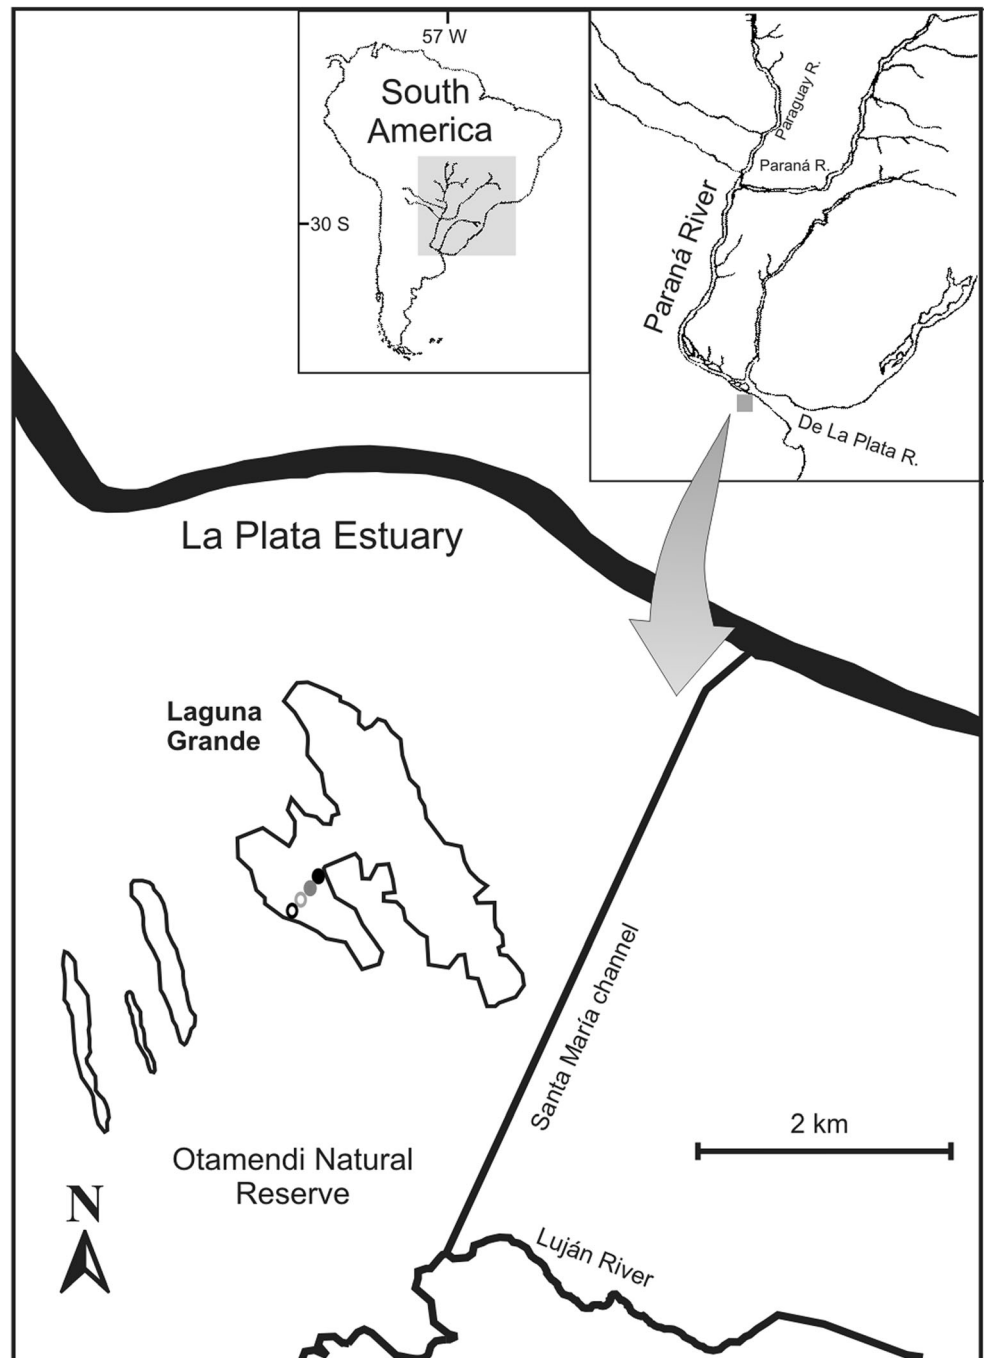 57 W
South
America
30 S
Paraguay R.
Paraná R.
Paraná River
De La Plata R.
La Plata Estuary
Laguna
Grande
Santa María channel
2 km
Otamendi Natural
Reserve
N
Luján River